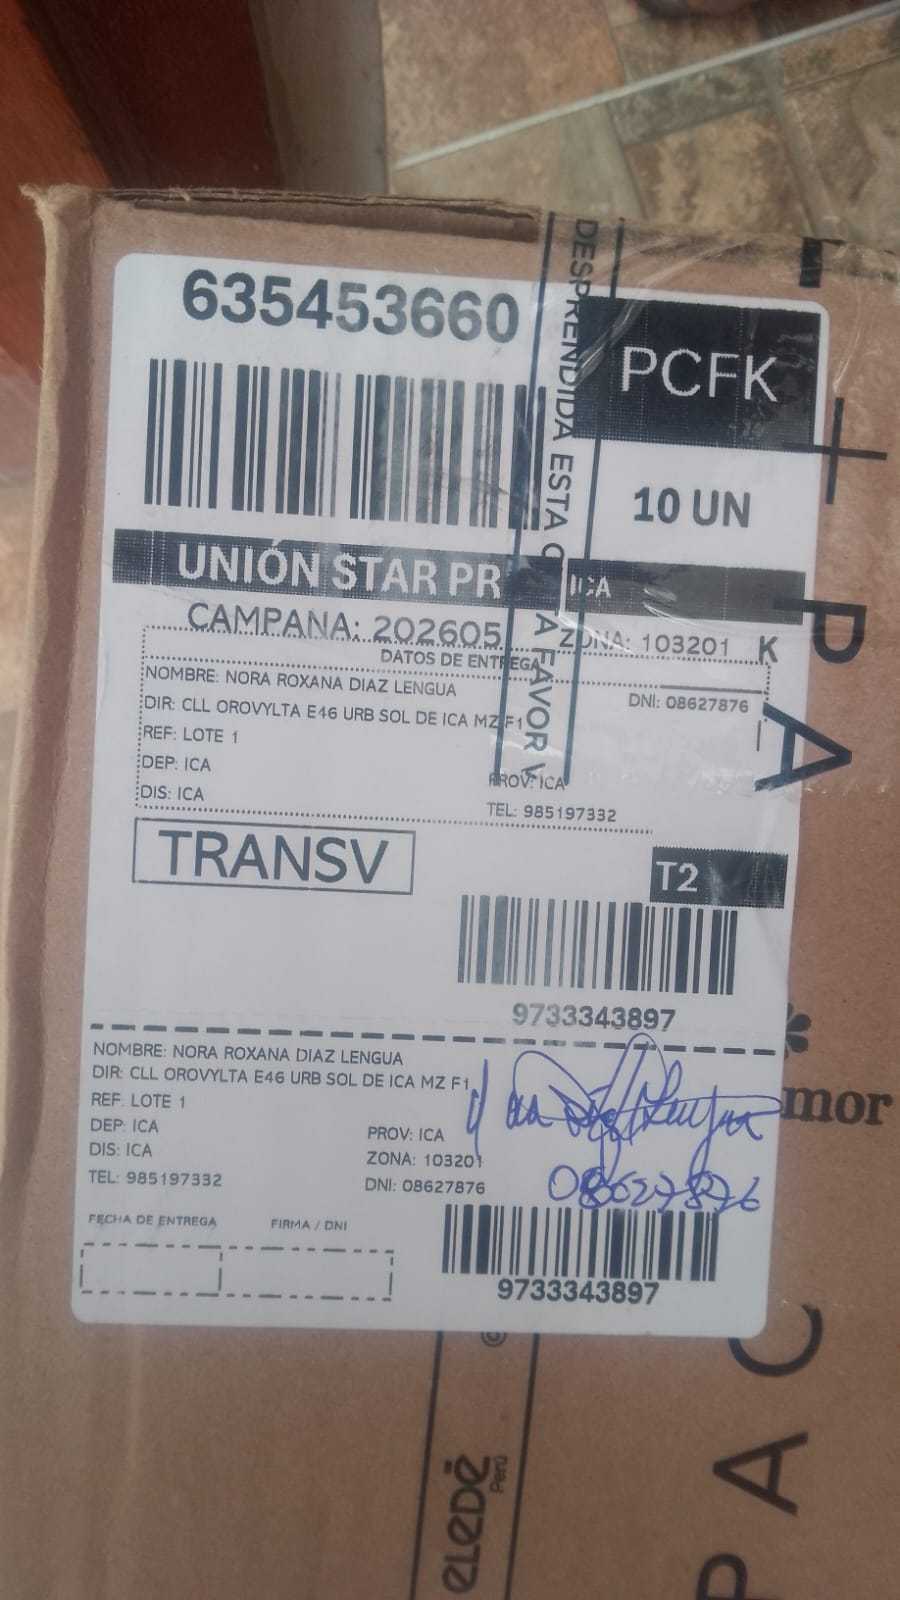 635453660
PCFK
10 UN
UNIÓN STAR PR
ICA
CAMPAÑA: 202605
ZONA: 103201 K
DATOS DE ENTREGA
NOMBRE: NORA ROXANA DIAZ LENGUA
DNI: 08627876
DIR: CLL OROVYLTA E46 URB SOL DE ICA MZ F1
REF: LOTE 1
DEP: ICA
PROV: ICA
DIS: ICA
TEL: 985197332
TRANSV
T2
9733343897
NOMBRE: NORA ROXANA DIAZ LENGUA
DIR: CLL OROVYLTA E46 URB SOL DE ICA MZ F1
REF: LOTE 1
DEP: ICA
PROV: ICA
DIS: ICA
ZONA: 103201
TEL: 985197332
DNI: 08627876
08627876
FECHA DE ENTREGA
FIRMA / DNI
9733343897
DESPRENDIDA ESTA
A FAVOR
mor
eLeDē
Perú